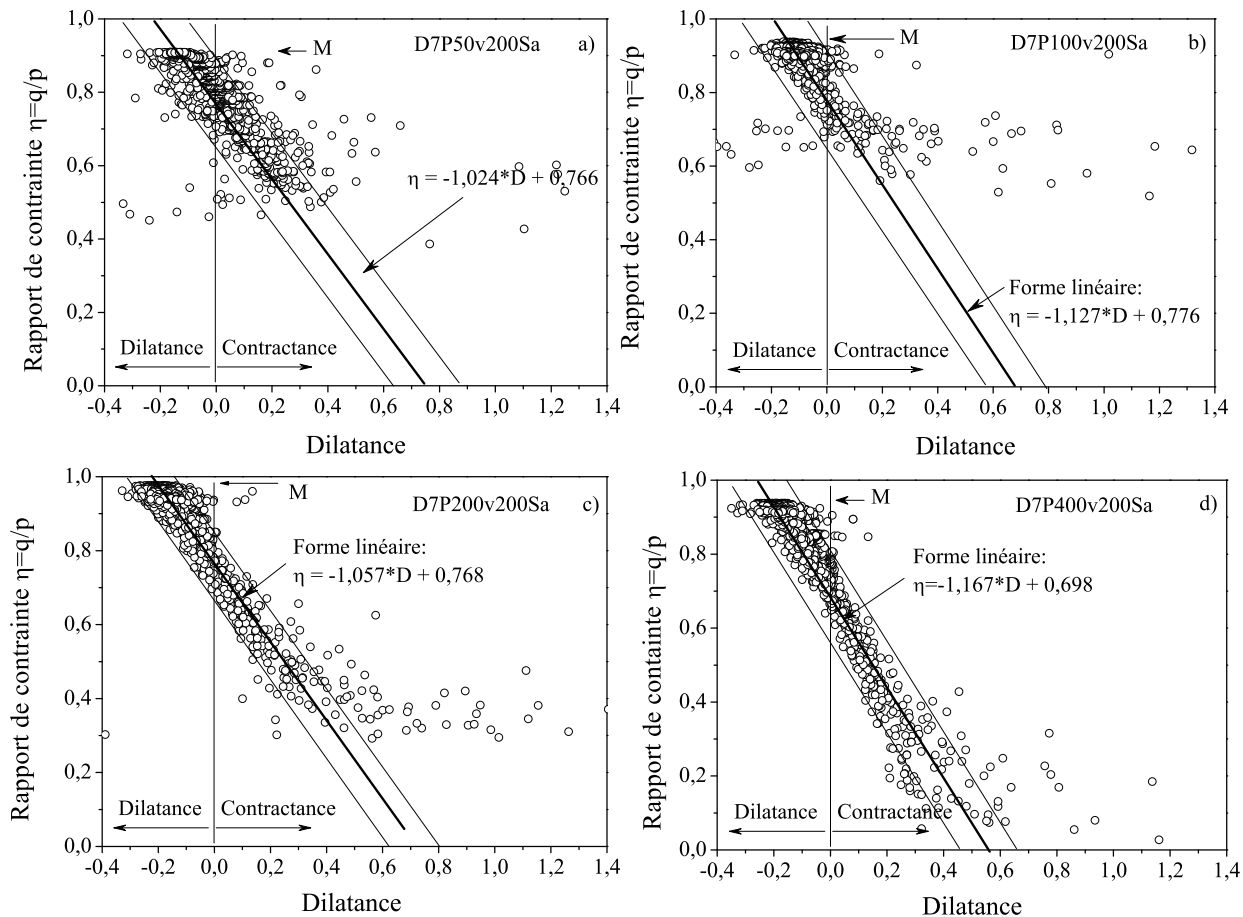 1,0
0,8
0,6
0,4
0,2
0,0
Rapport de contrainte η=q/p
M
D7P50v200Sa
a)
η = -1,024*D + 0,766
Dilatance
Contractance
-0,4
-0,2
0,0
0,2
0,4
0,6
0,8
1,0
1,2
1,4
Dilatance
1,0
0,8
0,6
0,4
0,2
0,0
Rapport de contrainte η=q/p
M
D7P100v200Sa
b)
Forme linéaire:
η = -1,127*D + 0,776
Dilatance
Contractance
-0,4
-0,2
0,0
0,2
0,4
0,6
0,8
1,0
1,2
1,4
Dilatance
1,0
0,8
0,6
0,4
0,2
0,0
Rapport de contrainte η=q/p
M
D7P200v200Sa
c)
Forme linéaire:
η = -1,057*D + 0,768
Dilatance
Contractance
-0,4
-0,2
0,0
0,2
0,4
0,6
0,8
1,0
1,2
1,4
Dilatance
1,0
0,8
0,6
0,4
0,2
0,0
Rapport de containte η=q/p
M
D7P400v200Sa
d)
Forme linéaire:
η=-1,167*D + 0,698
Dilatance
Contractance
-0,4
-0,2
0,0
0,2
0,4
0,6
0,8
1,0
1,2
1,4
Dilatance